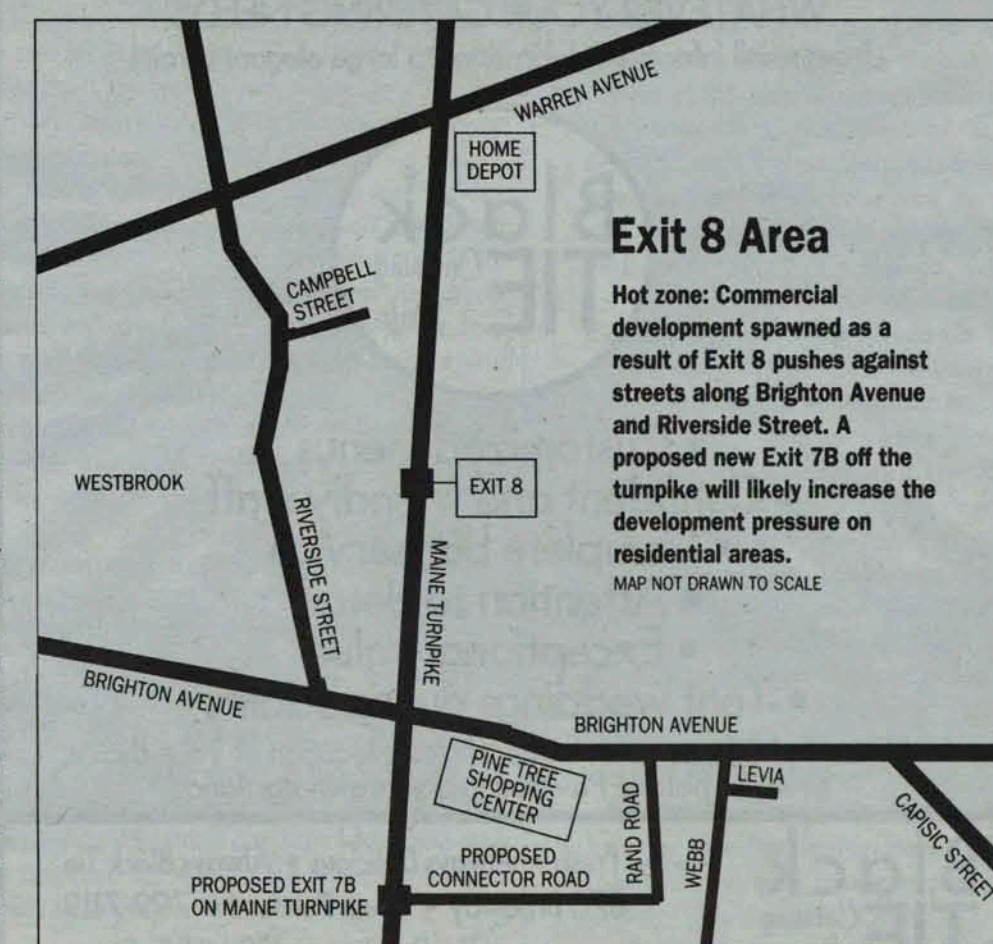 WARREN AVENUE
HOME
DEPOT
Exit 8 Area
Hot zone: Commercial
development spawned as a
result of Exit 8 pushes against
streets along Brighton Avenue
and Riverside Street. A
proposed new Exit 7B off the
turnpike will likely increase the
development pressure on
residential areas.
MAP NOT DRAWN TO SCALE
CAMPBELL
STREET
WESTBROOK
EXIT 8
RIVERSIDE STREET
MAINE TURNPIKE
BRIGHTON AVENUE
BRIGHTON AVENUE
PINE TREE
SHOPPING
CENTER
LEVIA
RAND ROAD
WEBB
CAPISIC STREET
PROPOSED
CONNECTOR ROAD
PROPOSED EXIT 7B
ON MAINE TURNPIKE